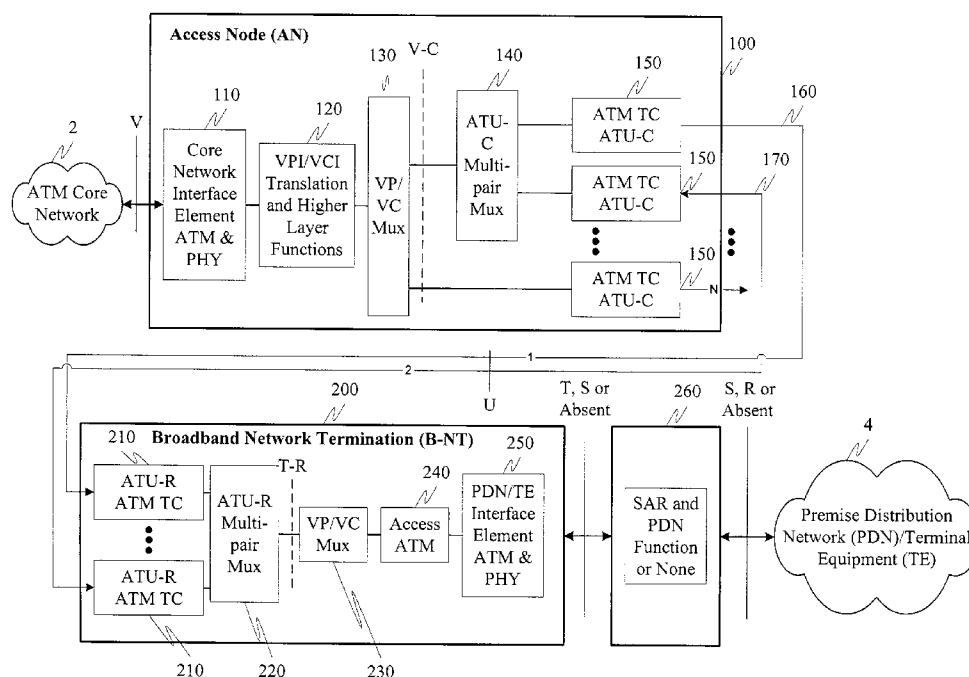 Access Node (AN)
V-C
130
140
150
100
160
110
120
2
V
ATM Core
Network
Core
Network
Interface
Element
ATM &
PHY
VPI/VCI
Translation
and Higher
Layer
Functions
VP/
VC
Mux
ATU-
C
Multi-
pair
Mux
ATM TC
ATU-C
150
170
ATM TC
ATU-C
150
ATM TC
ATU-C
N
1
2
U
200
T, S or
Absent
260
S, R or
Absent
4
Broadband Network Termination (B-NT)
210
T-R
240
250
ATU-R
ATM TC
ATU-R
ATM TC
ATU-R
Multi-
pair
Mux
VP/VC
Mux
Access
ATM
PDN/TE
Interface
Element
ATM &
PHY
SAR and
PDN
Function
or None
Premise Distribution
Network (PDN)/Terminal
Equipment (TE)
210
220
230